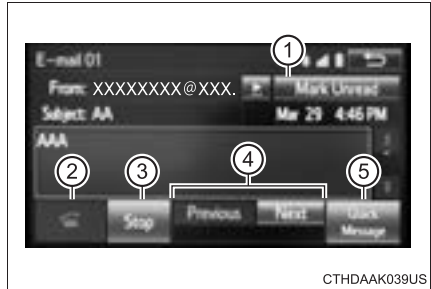 E-mail 01
①
From: XXXXXXXX@XXX. Mark Unread
Subject: AA Mar 29 4:46 PM
AAA
② ③ ④ ⑤
Stop Previous Next Quick Message
CTHDAAK039US